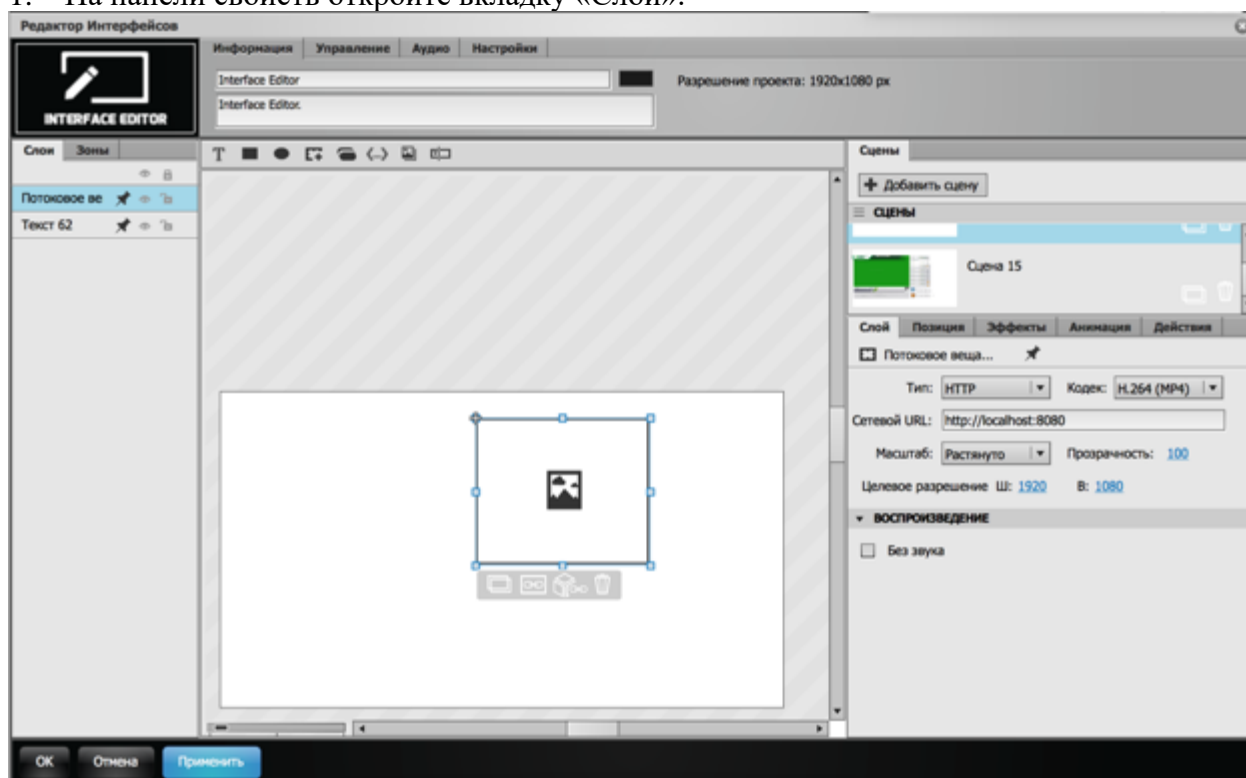 1. На панели свойств откройте вкладку «Слой».
Редактор Интерфейсов
Информация Управление Аудио Настройки
Interface Editor
Разрешение проекта: 1920x1080 px
Interface Editor.
INTERFACE EDITOR
Слои Зоны
T
Сцены
Добавить сцену
Потоковое ве
СЦЕНЫ
Текст 62
Сцена 15
Слой Позиция Эффекты Анимация Действия
Потоковое веща...
Тип: HTTP Кодек: H.264 (MP4)
Сетевой URL: http://localhost:8080
Масштаб: Растянуто Прозрачность: 100
Целевое разрешение Ш: 1920 В: 1080
ВОСПРОИЗВЕДЕНИЕ
Без звука
ОК Отмена Применить